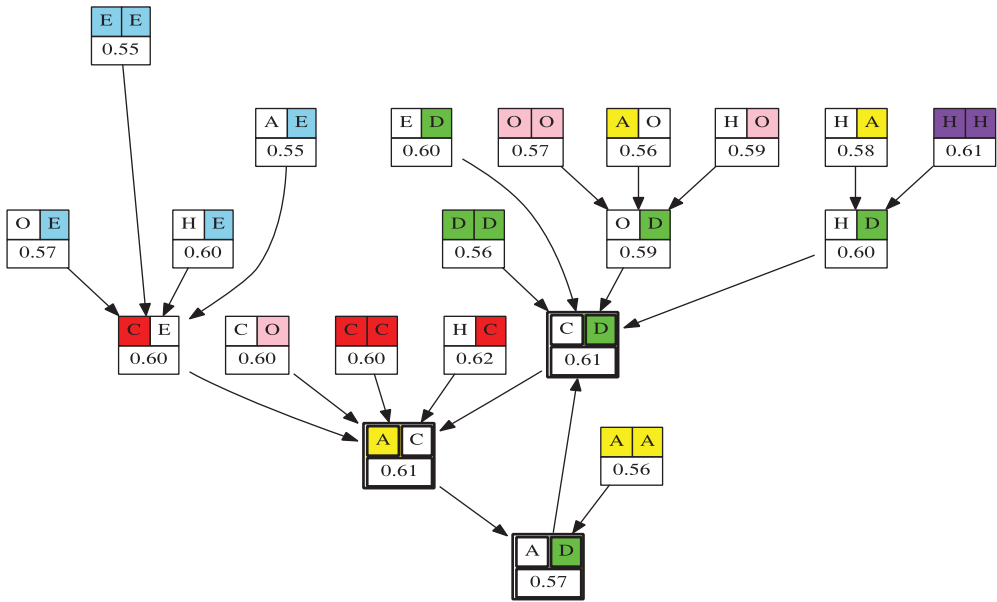 E E
0.55
A E
0.55
E D
0.60
O O
0.57
A O
0.56
H O
0.59
H A
0.58
H H
0.61
O E
0.57
H E
0.60
D D
0.56
O D
0.59
H D
0.60
C E
0.60
C O
0.60
C C
0.60
H C
0.62
C D
0.61
A C
0.61
A A
0.56
A D
0.57